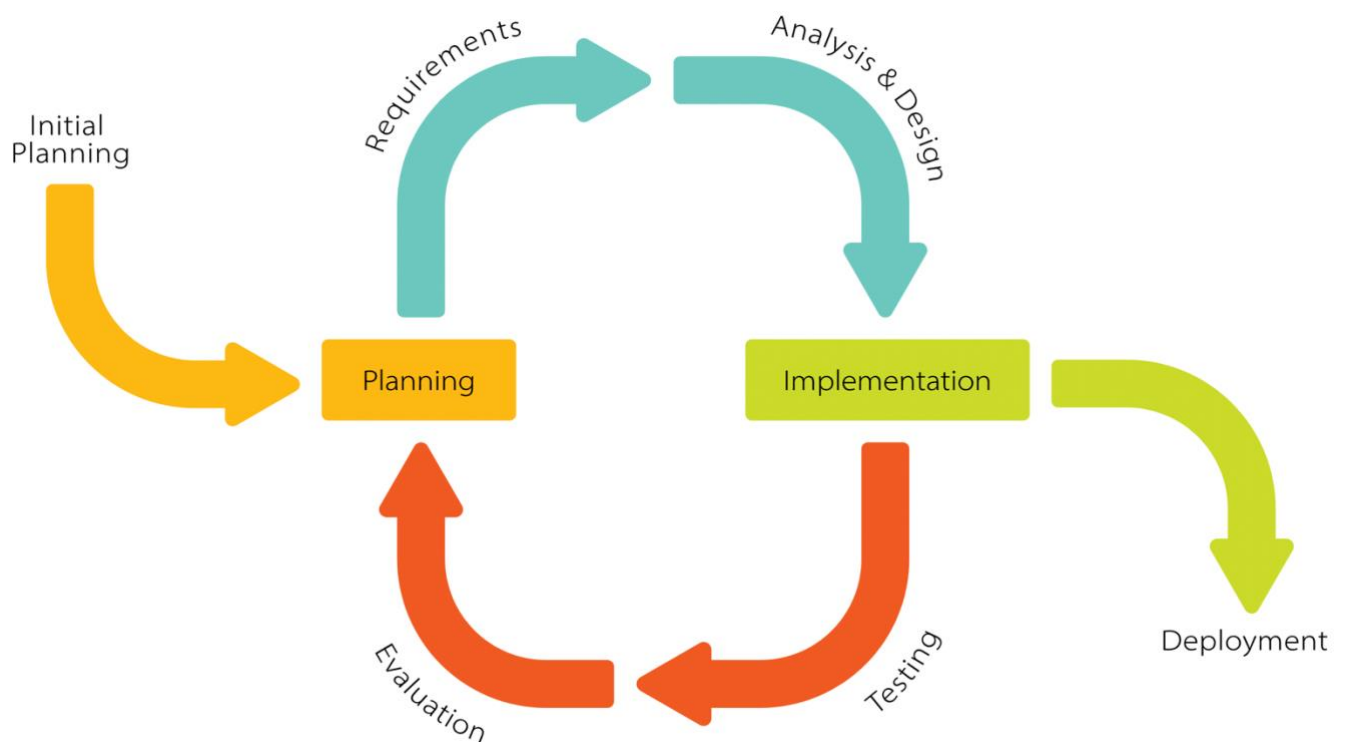 Initial
Planning
Requirements
Analysis & Design
Planning
Implementation
Evaluation
Testing
Deployment